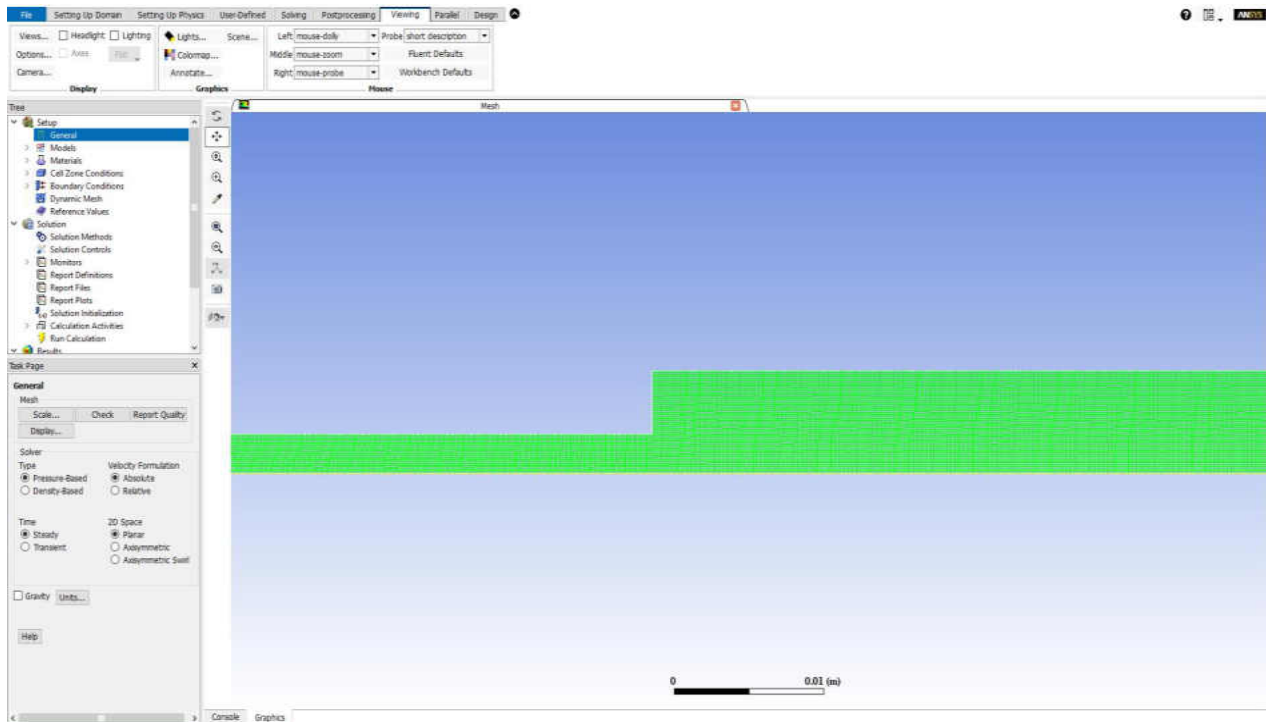 File Setting Up Domain Setting Up Physics User-Defined Solving Postprocessing Viewing Parallel Design
ANSYS
Views... Headlight Lighting Lights... Scene... Left mouse-dolly Probe short description
Options... Axes Colormap... Middle mouse-zoom Fluent Defaults
Camera... Annotate... Right mouse-probe Workbench Defaults
Display Graphics Mouse
Tree
Mesh
Setup
General
Models
Materials
Cell Zone Conditions
Boundary Conditions
Dynamic Mesh
Reference Values
Solution
Solution Methods
Solution Controls
Monitors
Report Definitions
Report Files
Report Plots
Solution Initialization
Calculation Activities
Run Calculation
Results
Task Page
General
Mesh
Scale... Check Report Quality
Display...
Solver
Type Velocity Formulation
Pressure-Based Absolute
Density-Based Relative
Time 2D Space
Steady Planar
Transient Axisymmetric
Axisymmetric Swirl
Gravity Units...
Help
0 0.01 (m)
Console Graphics